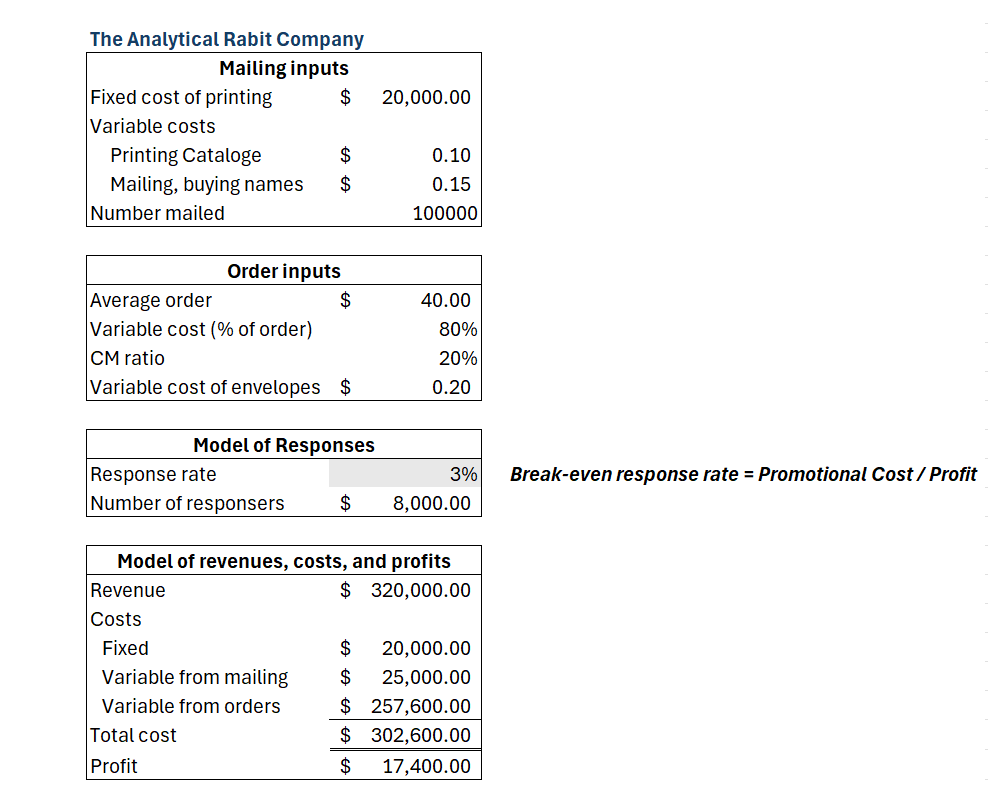 The Analytical Rabit Company
Mailing inputs
Fixed cost of printing $ 20,000.00
Variable costs
Printing Cataloge $ 0.10
Mailing, buying names $ 0.15
Number mailed 100000
Order inputs
Average order $ 40.00
Variable cost (% of order) 80%
CM ratio 20%
Variable cost of envelopes $ 0.20
Model of Responses
Response rate 3% Break-even response rate = Promotional Cost / Profit
Number of responsers $ 8,000.00
Model of revenues, costs, and profits
Revenue $ 320,000.00
Costs
Fixed $ 20,000.00
Variable from mailing $ 25,000.00
Variable from orders $ 257,600.00
Total cost $ 302,600.00
Profit $ 17,400.00